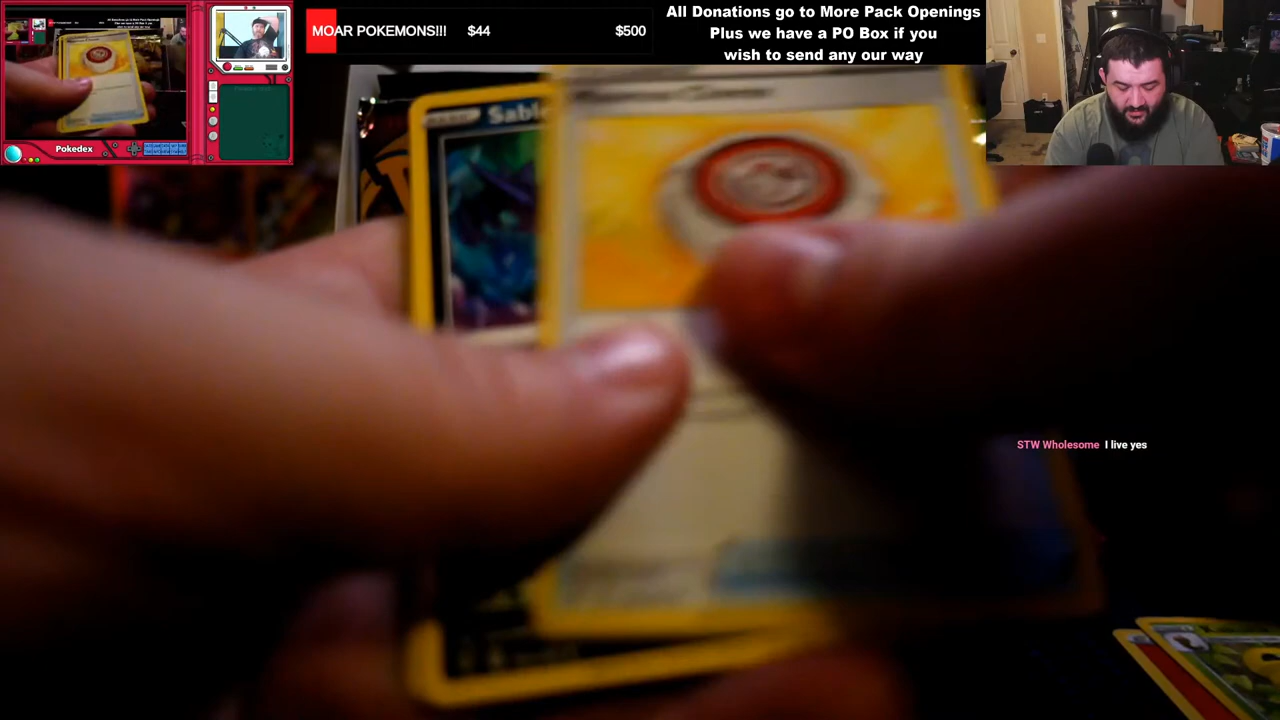 MOAR POKEMONS!!! $44 $500
All Donations go to More Pack Openings
Plus we have a PO Box if you
wish to send any our way
Pokedex
Sabl
STW Wholesome I live yes